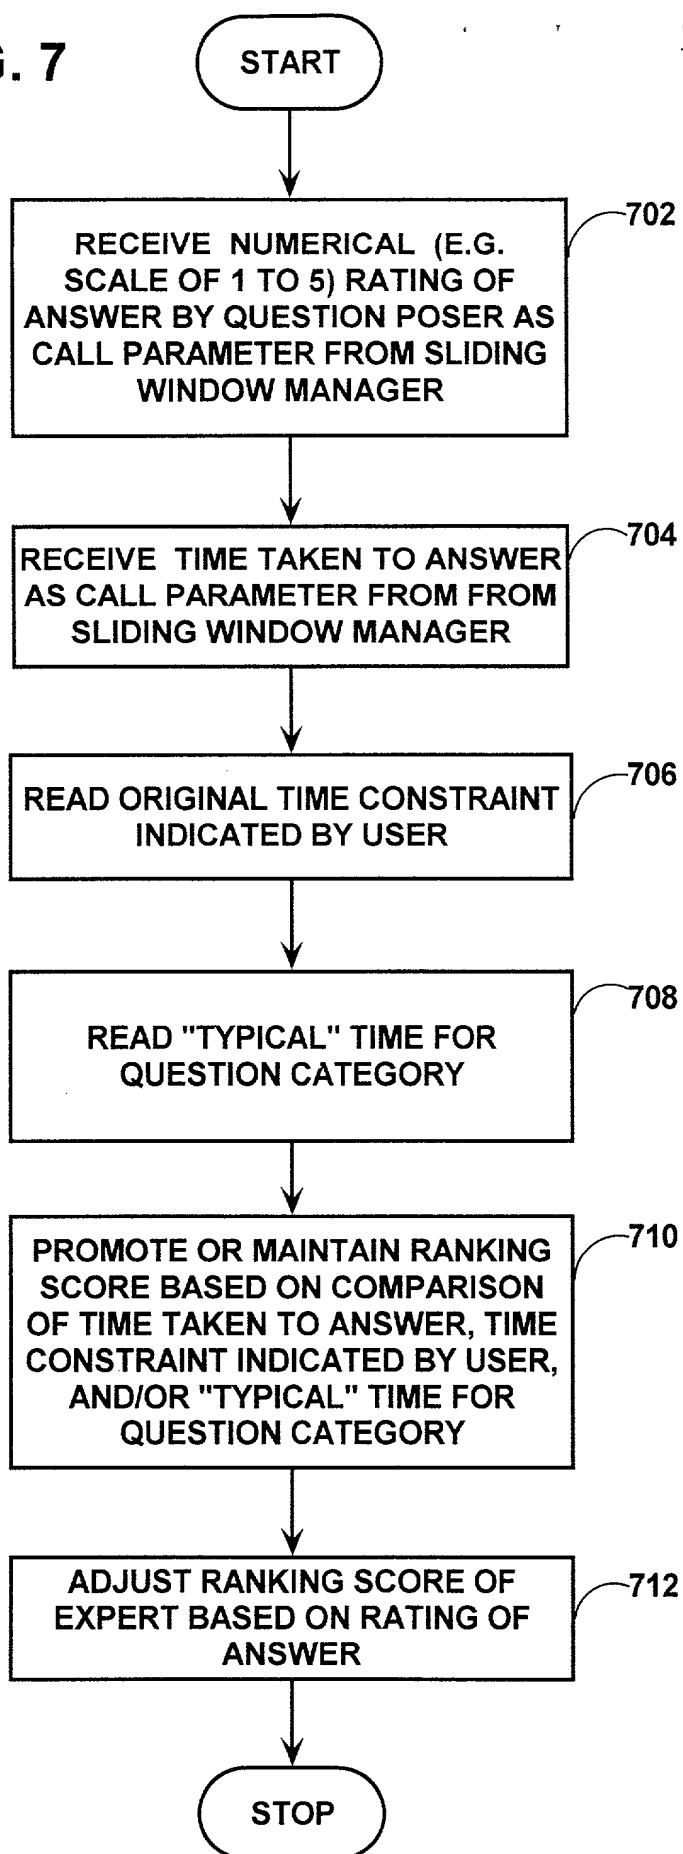 G. 7
START
702
RECEIVE NUMERICAL (E.G.
SCALE OF 1 TO 5) RATING OF
ANSWER BY QUESTION POSER AS
CALL PARAMETER FROM SLIDING
WINDOW MANAGER
704
RECEIVE TIME TAKEN TO ANSWER
AS CALL PARAMETER FROM FROM
SLIDING WINDOW MANAGER
706
READ ORIGINAL TIME CONSTRAINT
INDICATED BY USER
708
READ "TYPICAL" TIME FOR
QUESTION CATEGORY
710
PROMOTE OR MAINTAIN RANKING
SCORE BASED ON COMPARISON
OF TIME TAKEN TO ANSWER, TIME
CONSTRAINT INDICATED BY USER,
AND/OR "TYPICAL" TIME FOR
QUESTION CATEGORY
712
ADJUST RANKING SCORE OF
EXPERT BASED ON RATING OF
ANSWER
STOP